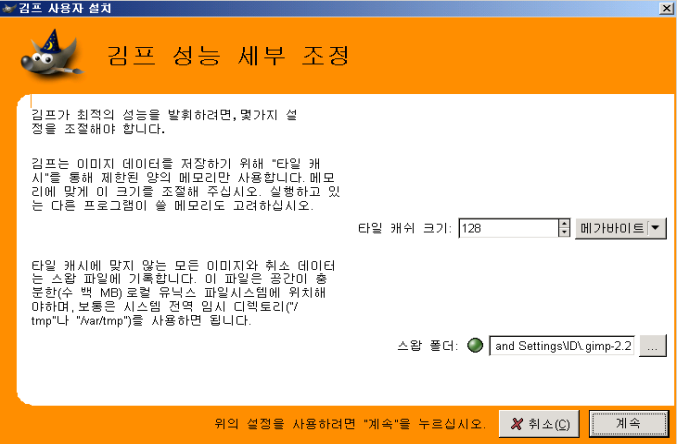 김프 사용자 설치
김프 성능 세부 조정
김프가 최적의 성능을 발휘하려면, 몇가지 설
정을 조절해야 합니다.
김프는 이미지 데이터를 저장하기 위해 "타일 캐
시"를 통해 제한된 양의 메모리만 사용합니다. 메모
리에 맞게 이 크기를 조절해 주십시오. 실행하고 있
는 다른 프로그램이 쓸 메모리도 고려하십시오.
타일 캐쉬 크기: 128 메가바이트
타일 캐시에 맞지 않는 모든 이미지와 취소 데이터
는 스왑 파일에 기록합니다. 이 파일은 공간이 충
분한(수 백 MB) 로컬 유닉스 파일시스템에 위치해
야하며, 보통은 시스템 전역 임시 디렉토리("/
tmp"나 "/var/tmp")를 사용하면 됩니다.
스왑 폴더: and Settings\ID\.gimp-2.2 ...
위의 설정을 사용하려면 "계속"을 누르십시오. 취소(C) 계속